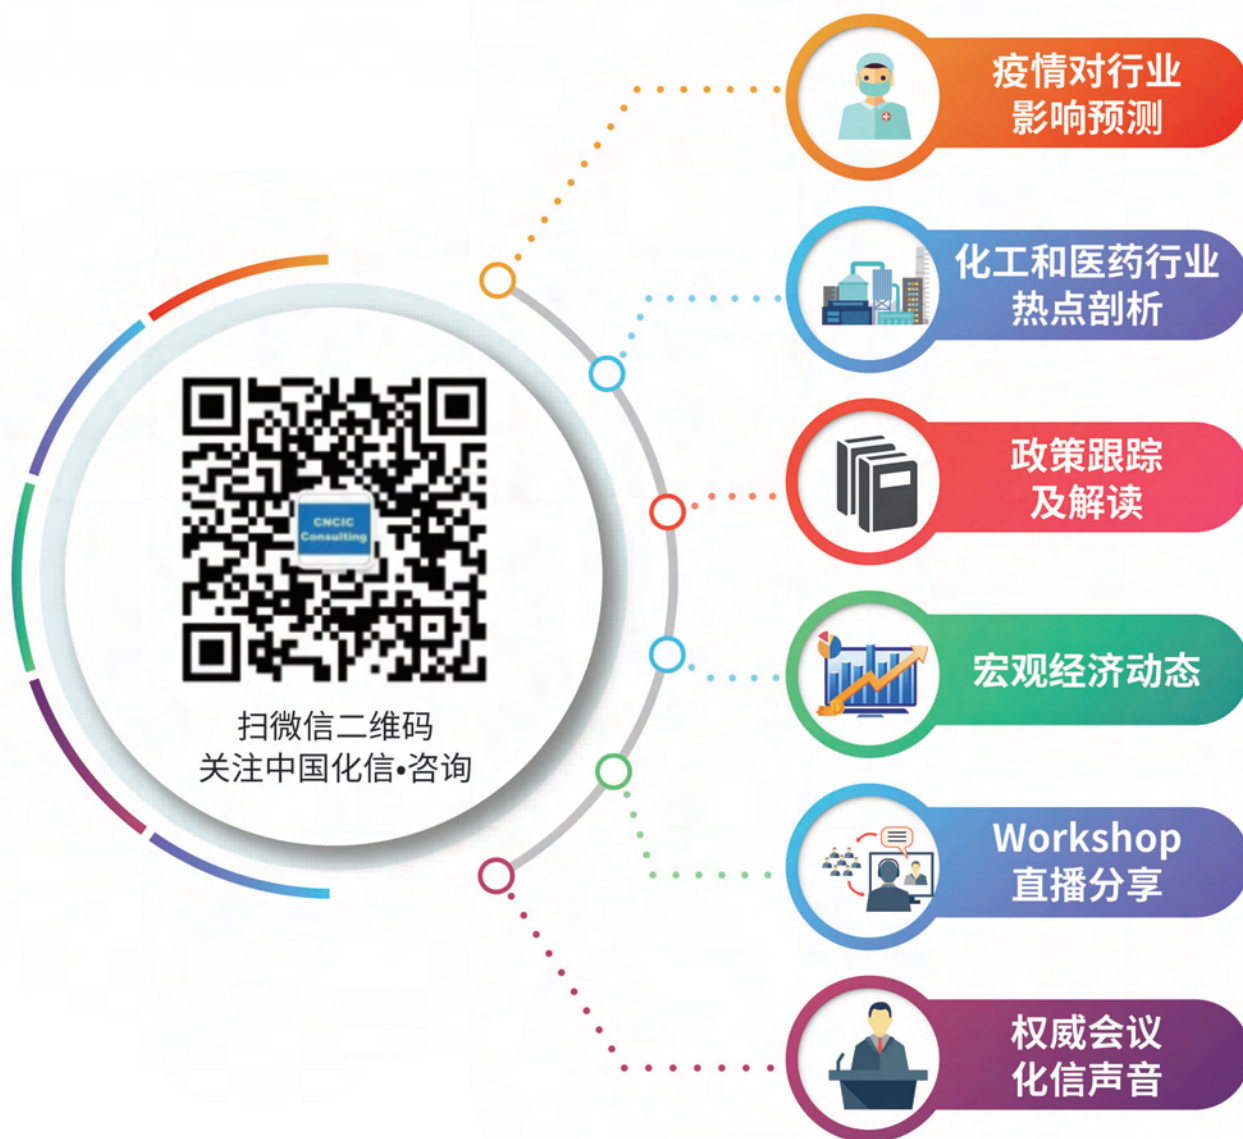 疫情对行业
影响预测
化工和医药行业
热点剖析
政策跟踪
及解读
CNCIC
Consulting
宏观经济动态
扫微信二维码
关注中国化信•咨询
Workshop
直播分享
权威会议
化信声音